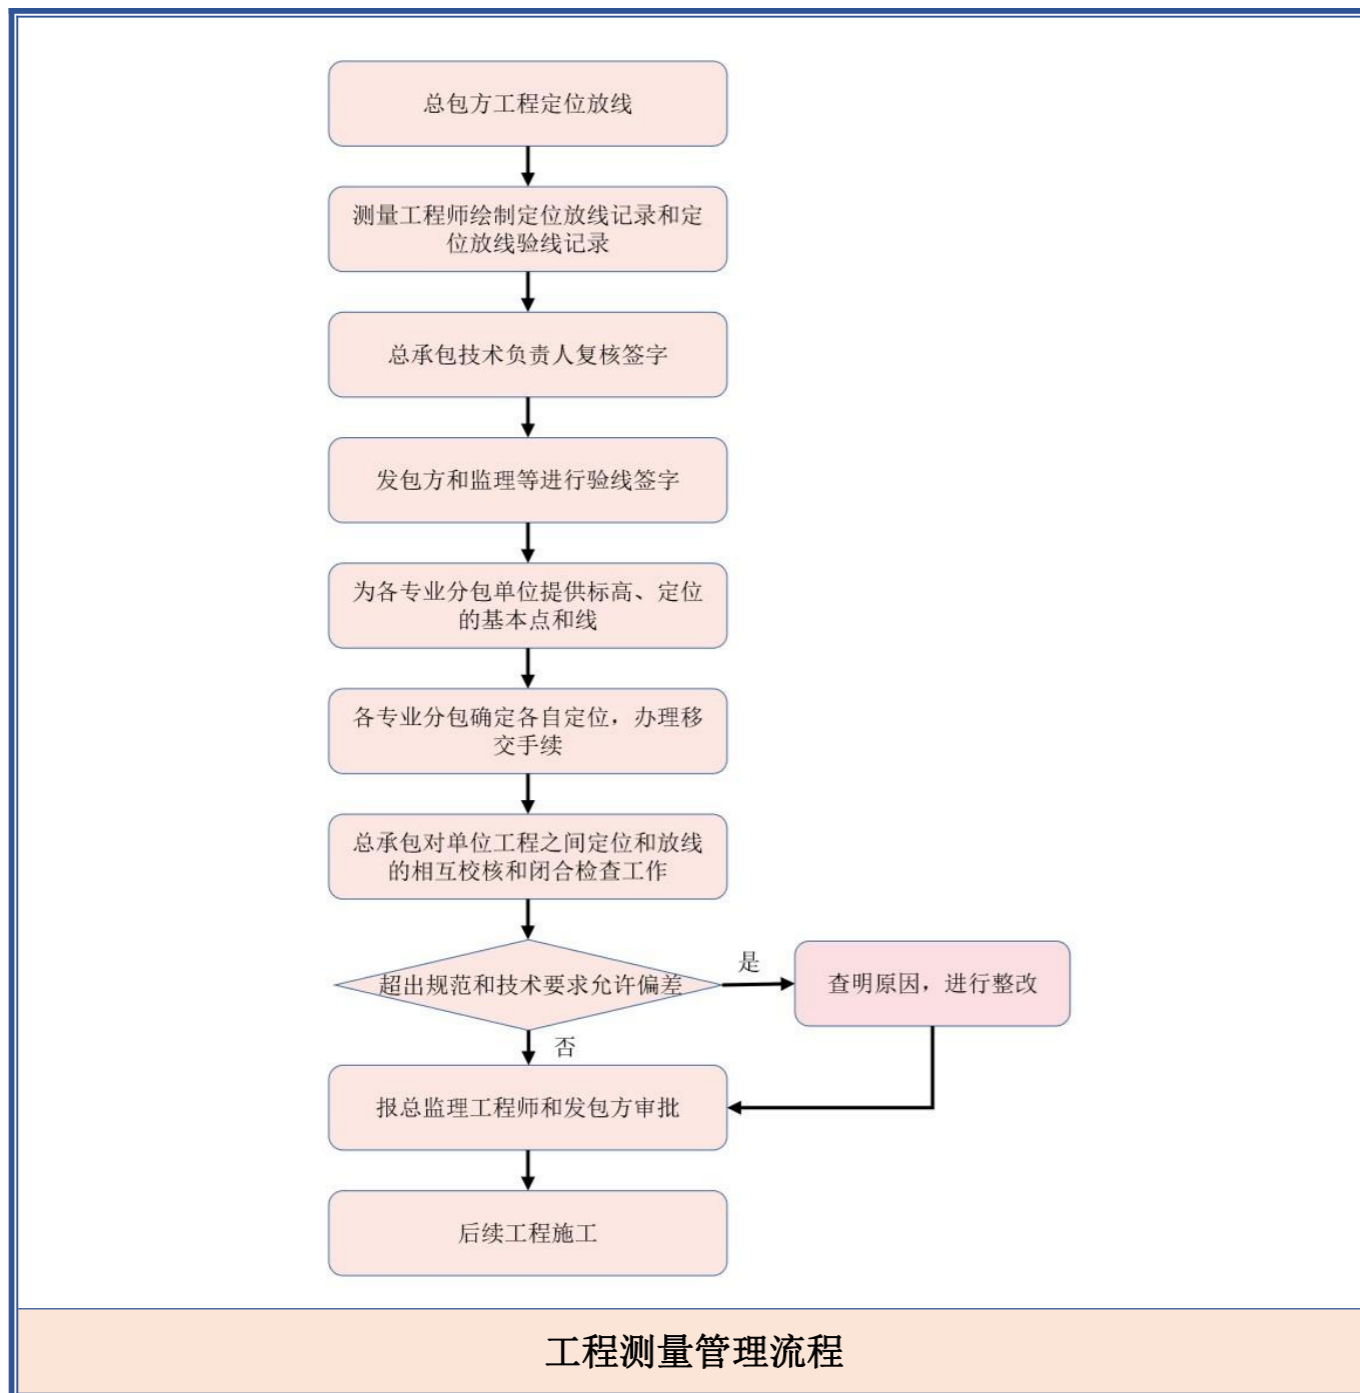 总包方工程定位放线
测量工程师绘制定位放线记录和定
位放线验线记录
总承包技术负责人复核签字
发包方和监理等进行验线签字
为各专业分包单位提供标高、定位
的基本点和线
各专业分包确定各自定位，办理移
交手续
总承包对单位工程之间定位和放线
的相互校核和闭合检查工作
超出规范和技术要求允许偏差
是
查明原因，进行整改
否
报总监理工程师和发包方审批
后续工程施工
工程测量管理流程